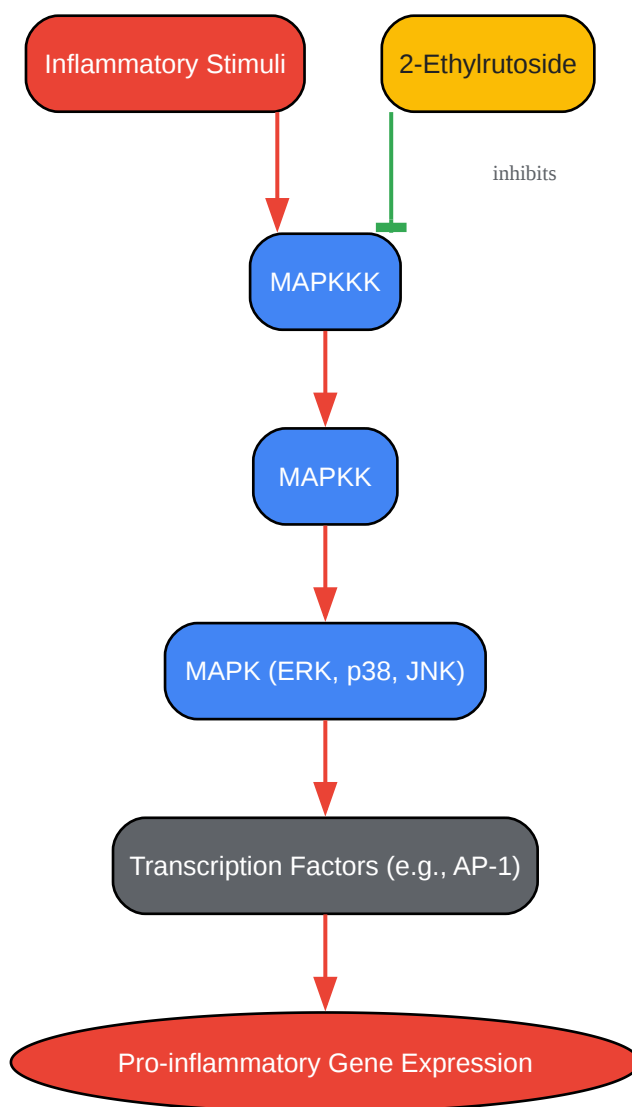 Inflammatory Stimuli
2-Ethylrutoside
inhibits
MAPKKK
MAPKK
MAPK (ERK, p38, JNK)
Transcription Factors (e.g., AP-1)
Pro-inflammatory Gene Expression